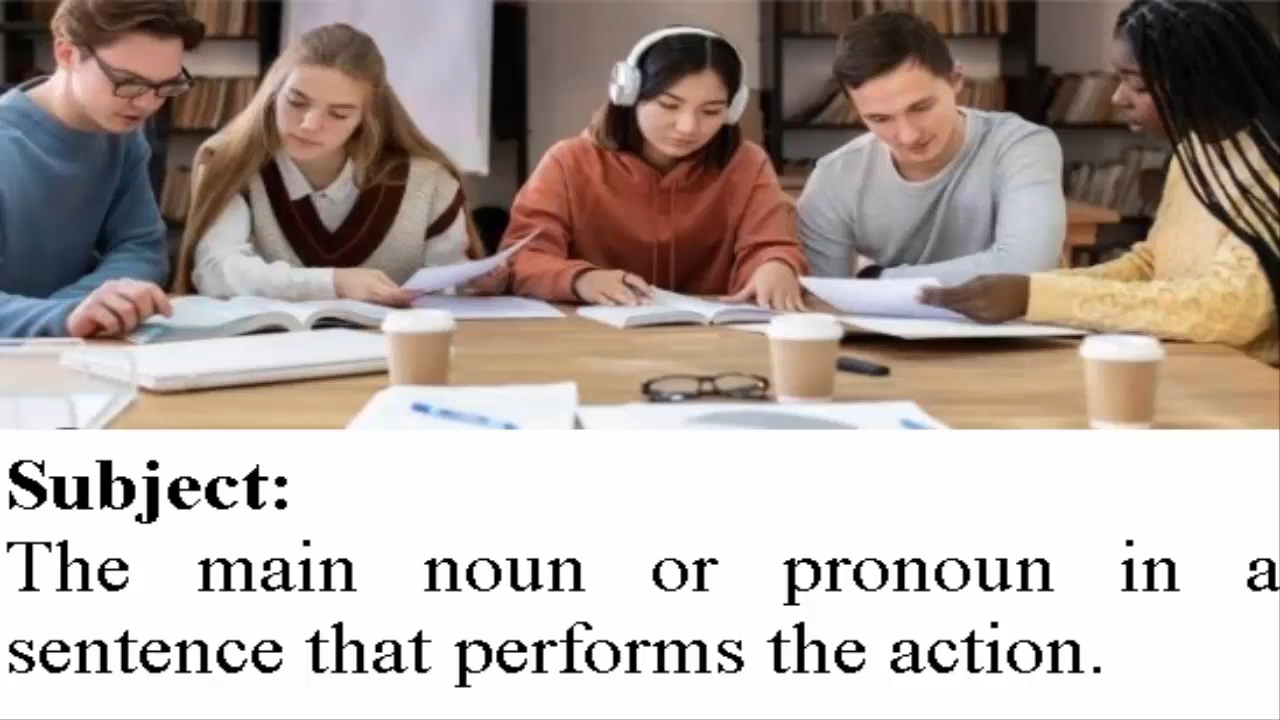 Subject:
The main noun or pronoun in a
sentence that performs the action.